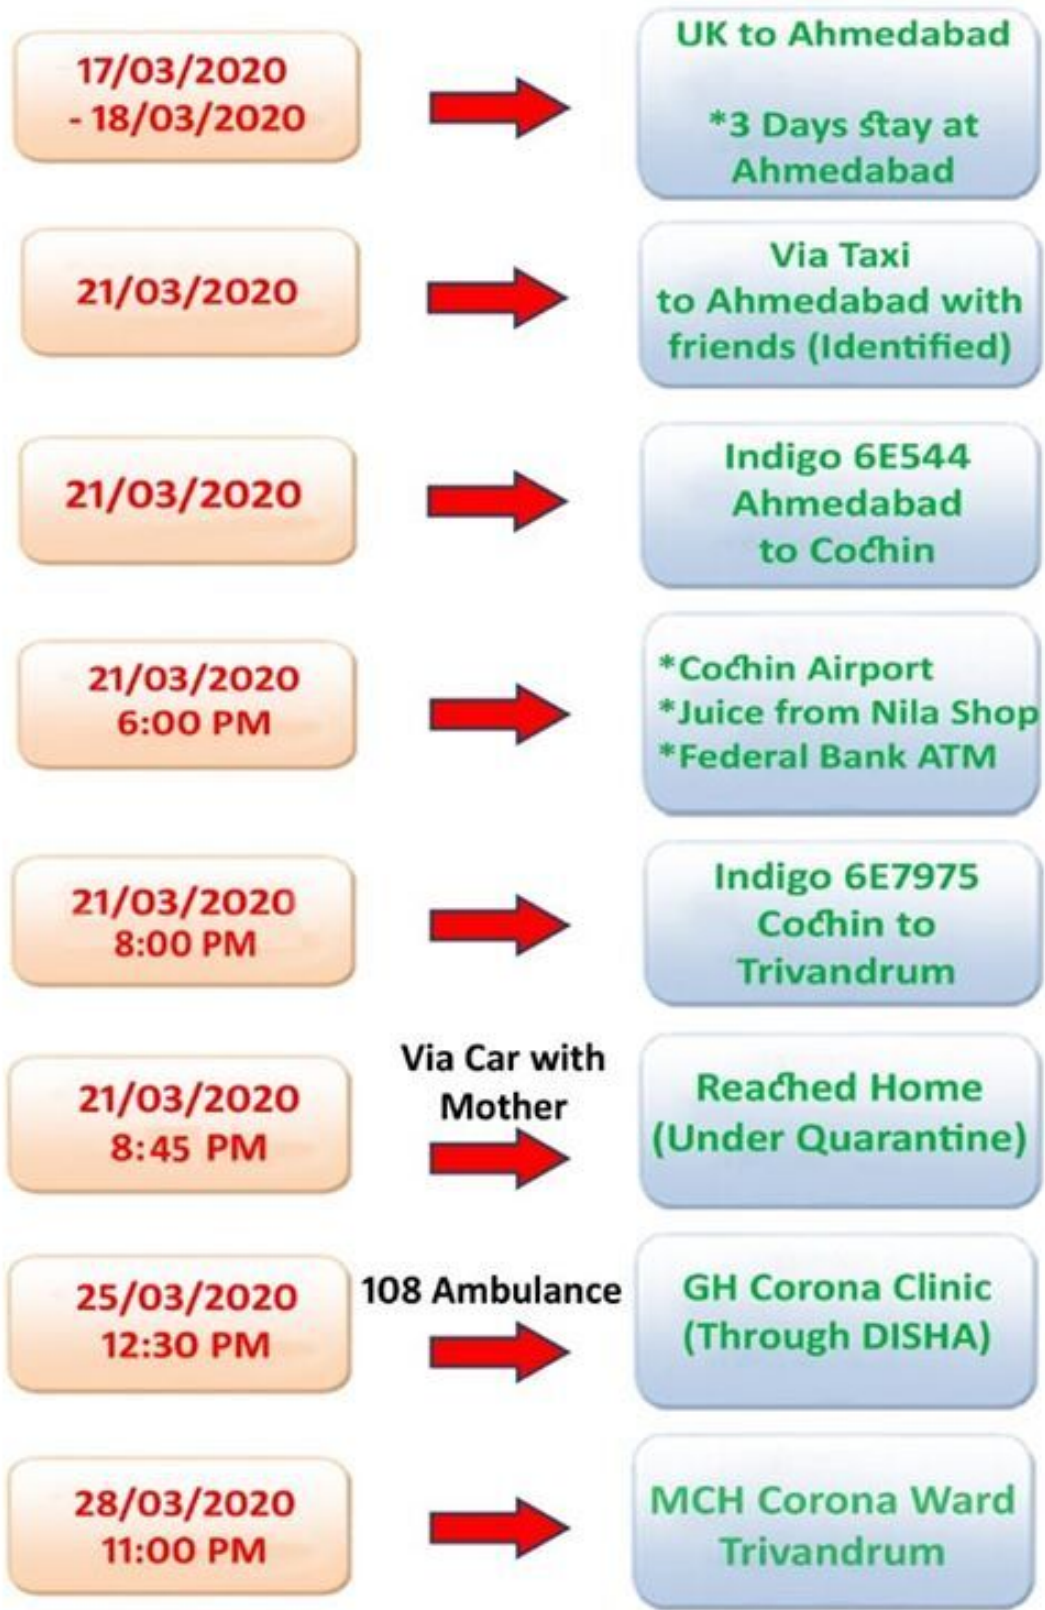 17/03/2020
- 18/03/2020
UK to Ahmedabad
*3 Days stay at
Ahmedabad
21/03/2020
Via Taxi
to Ahmedabad with
friends (Identified)
21/03/2020
Indigo 6E544
Ahmedabad
to Cochin
21/03/2020
6:00 PM
*Cochin Airport
*Juice from Nila Shop
*Federal Bank ATM
21/03/2020
8:00 PM
Indigo 6E7975
Cochin to
Trivandrum
21/03/2020
8:45 PM
Via Car with
Mother
Reached Home
(Under Quarantine)
25/03/2020
12:30 PM
108 Ambulance
GH Corona Clinic
(Through DISHA)
28/03/2020
11:00 PM
MCH Corona Ward
Trivandrum